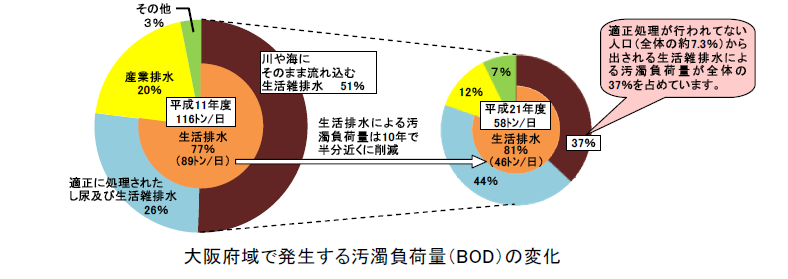 その他
3%
産業排水
20%
川や海に
そのまま流れ込む
生活雑排水 51%
平成11年度
116トン/日
生活排水
77%
(89トン/日)
適正に処理された
し尿及び生活雑排水
26%
生活排水による汚
濁負荷量は10年で
半分近くに削減
7%
12%
平成21年度
58トン/日
生活排水
81%
(46トン/日)
44%
37%
適正処理が行われてない
人口(全体の約7.3%)から
出される生活雑排水によ
る汚濁負荷量が全体の
37%を占めています。
大阪府域で発生する汚濁負荷量(BOD)の変化